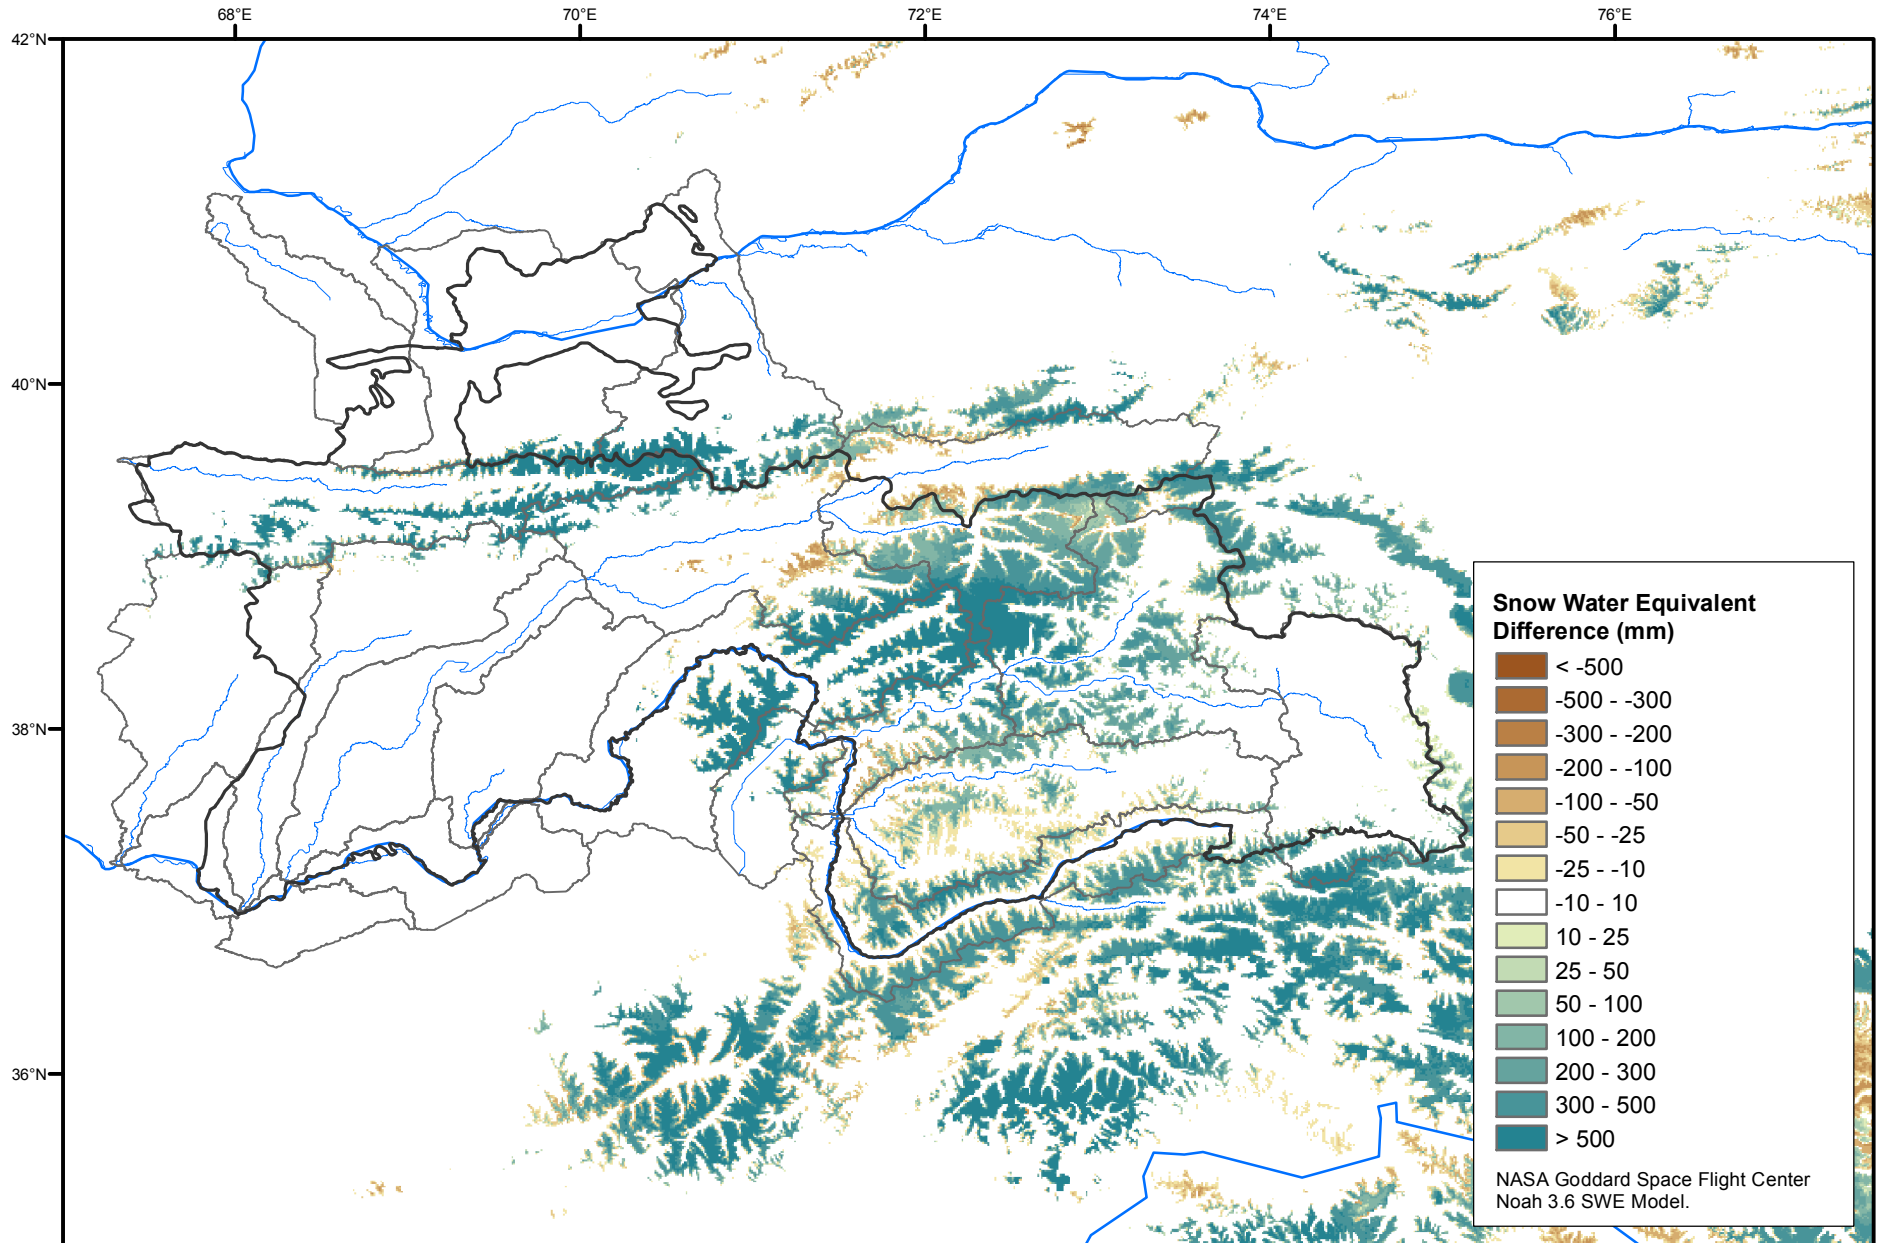 68°E
70°E
72°E
74°E
76°E
42°N
40°N
38°N
36°N
Snow Water Equivalent
Difference (mm)
< -500
-500 - -300
-300 - -200
-200 - -100
-100 - -50
-50 - -25
-25 - -10
-10 - 10
10 - 25
25 - 50
50 - 100
100 - 200
200 - 300
300 - 500
> 500
NASA Goddard Space Flight Center
Noah 3.6 SWE Model.